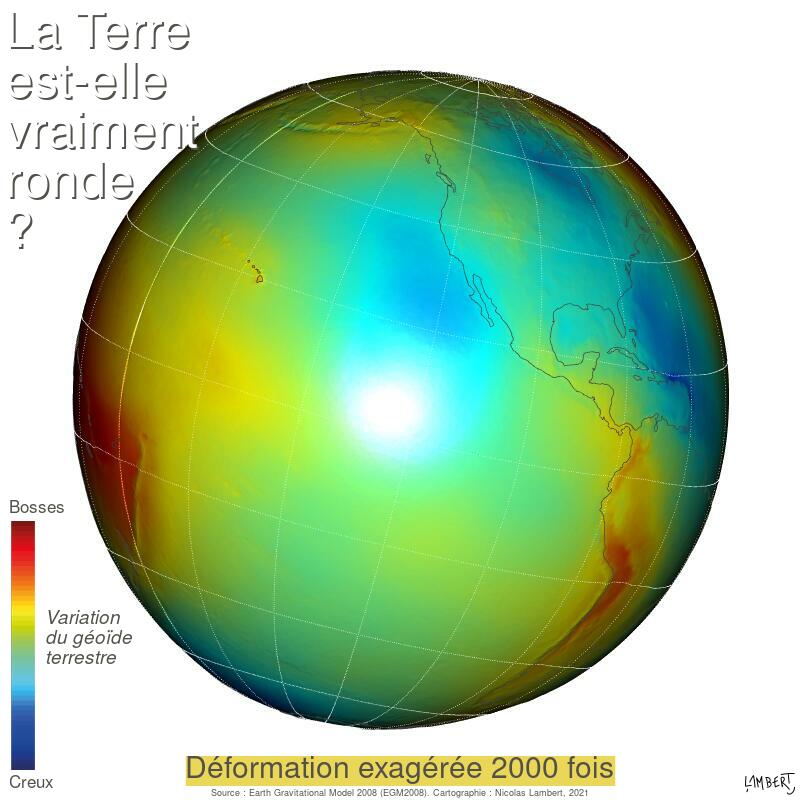 La Terre
est-elle
vraiment
ronde
?
Bosses
Variation
du géoïde
terrestre
Creux
Déformation exagérée 2000 fois
Source : Earth Gravitational Model 2008 (EGM2008). Cartographie : Nicolas Lambert, 2021
LAMBERT